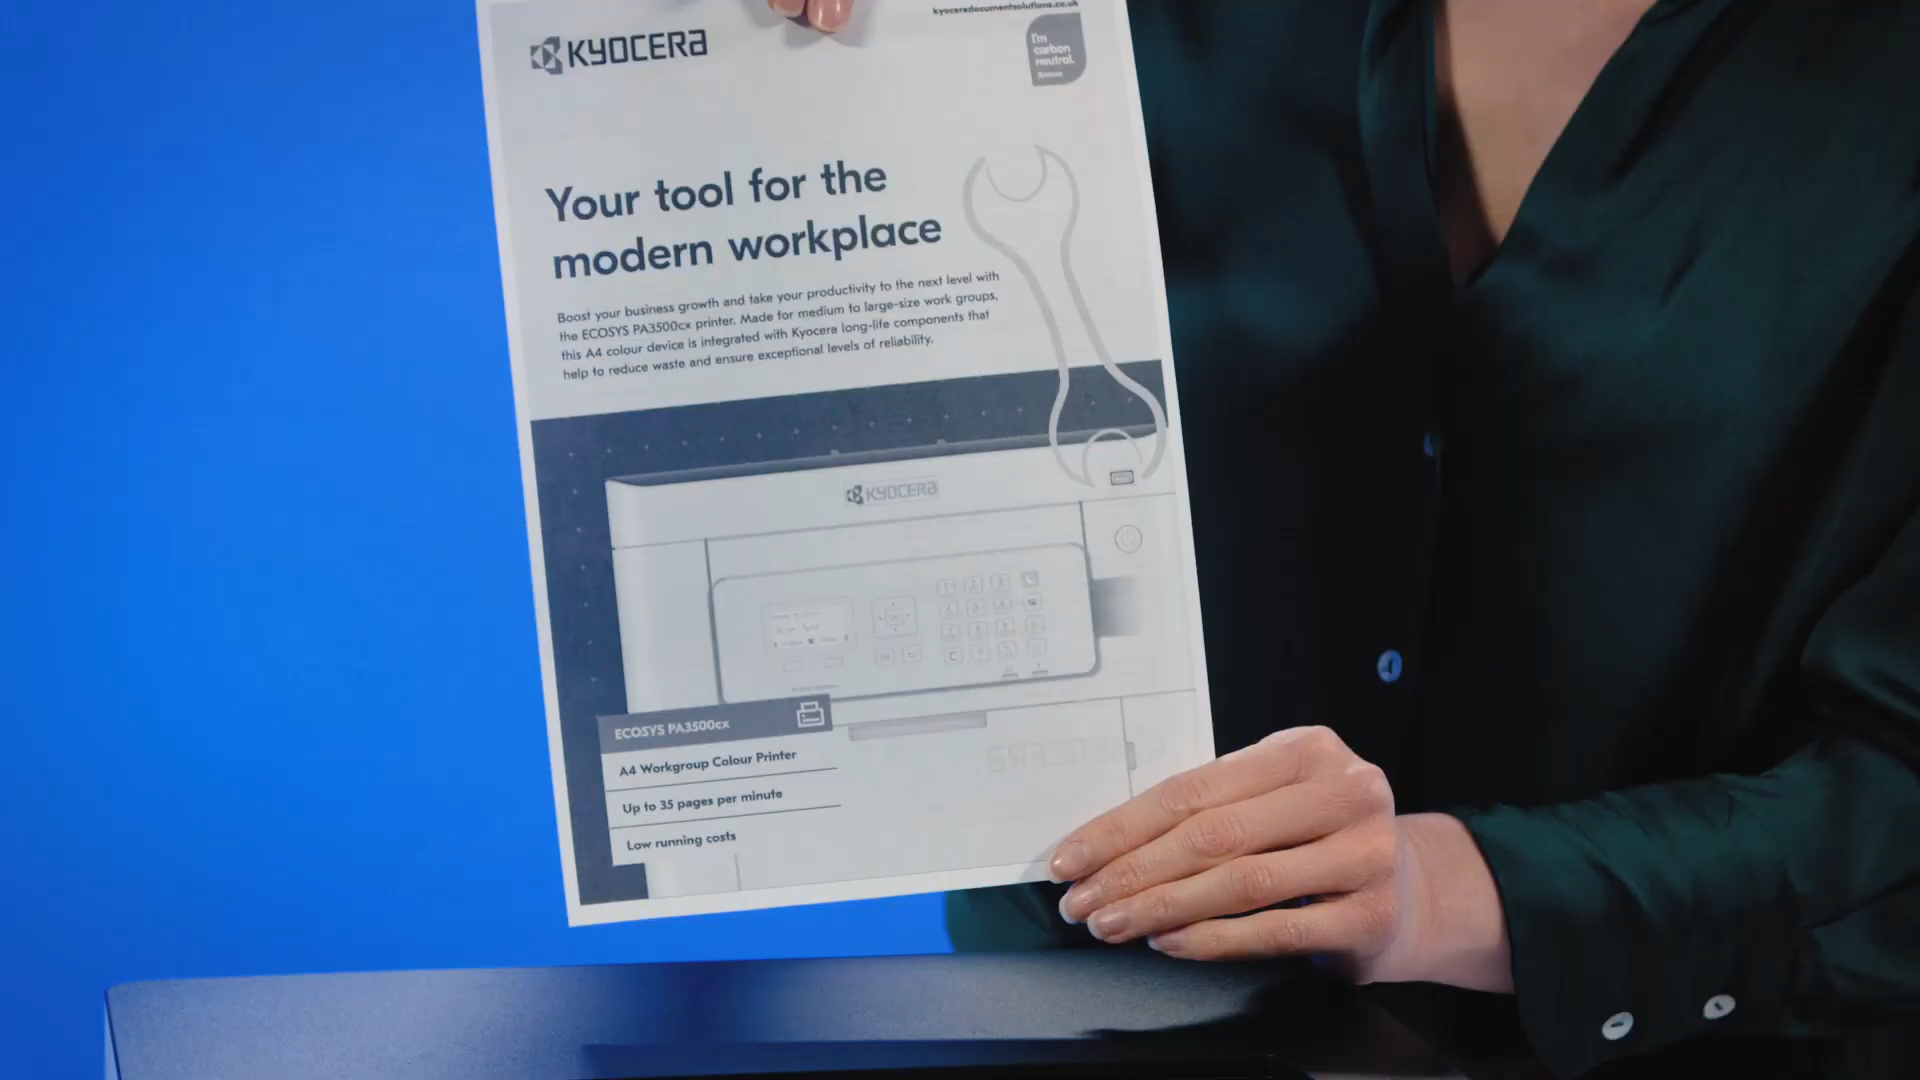 kyoceradocumentsolutions.co.uk
KYOCERA
I'm
carbon
neutral.
Your tool for the
modern workplace
Boost your business growth and take your productivity to the next level with
the ECOSYS PA3500cx printer. Made for medium to large-size work groups,
this A4 colour device is integrated with Kyocera long-life components that
help to reduce waste and ensure exceptional levels of reliability.
KYOCERA
ECOSYS PA3500cx
A4 Workgroup Colour Printer
Up to 35 pages per minute
Low running costs